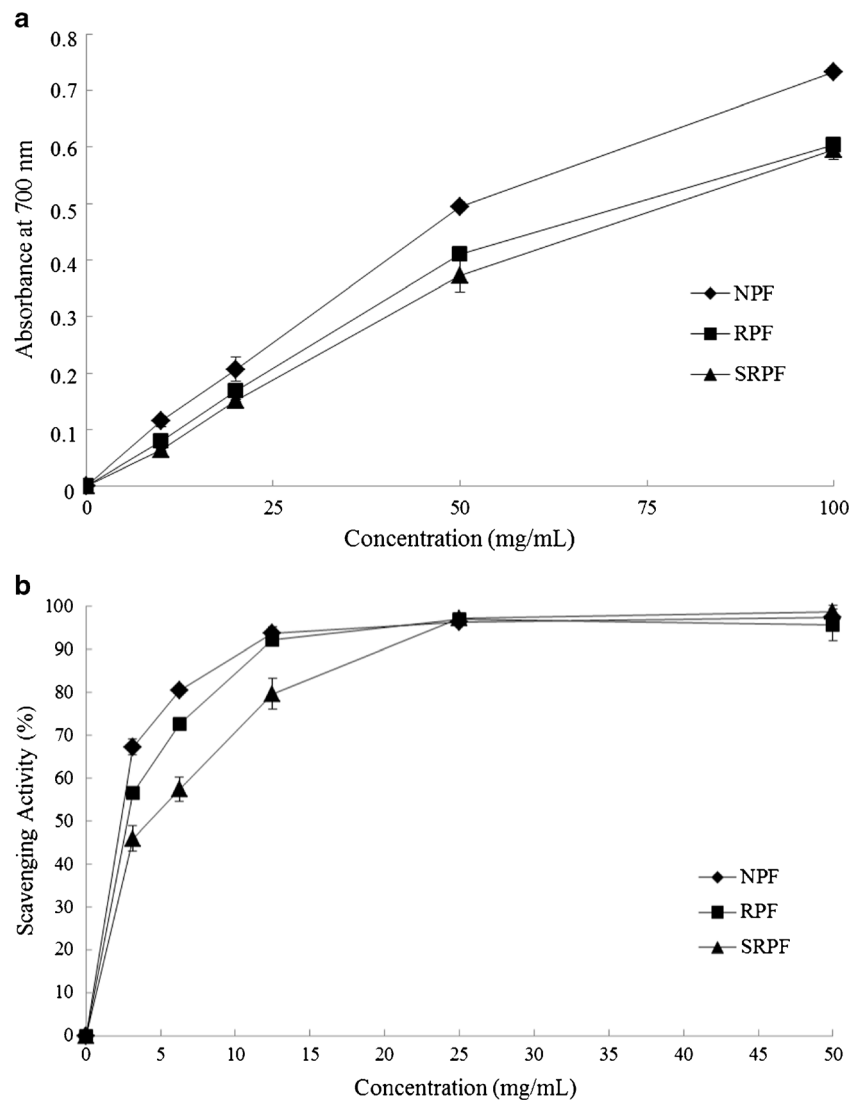 a
0.8
0.7
0.6
0.5
0.4
0.3
0.2
0.1
0
Absorbance at 700 nm
NPF
RPF
SRPF
0 25 50 75 100
Concentration (mg/mL)
b
100
90
80
70
60
50
40
30
20
10
0
Scavenging Activity (%)
NPF
RPF
SRPF
0 5 10 15 20 25 30 35 40 45 50
Concentration (mg/mL)